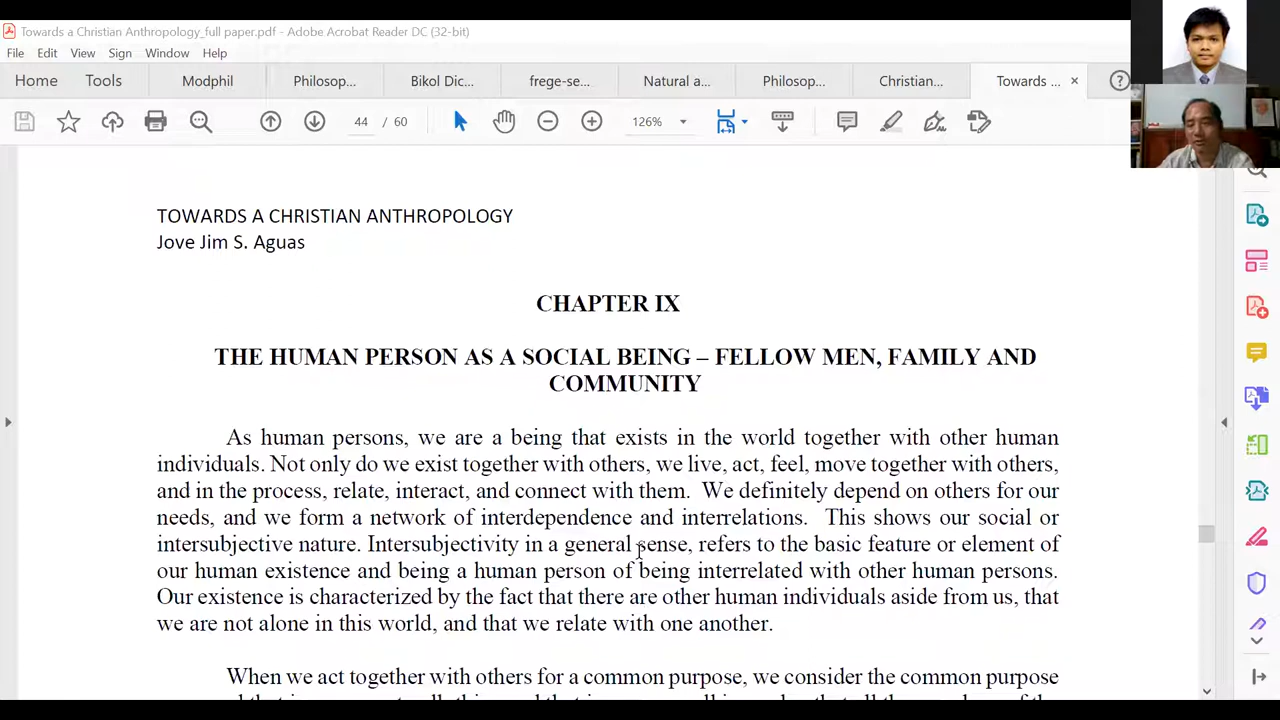 Towards a Christian Anthropology_full paper.pdf - Adobe Acrobat Reader DC (32-bit)
File Edit View Sign Window Help
Home Tools Modphil Philosop... Bikol Dic... frege-se... Natural a... Philosop... Christian... Towards ... ×
44 / 60 126%
TOWARDS A CHRISTIAN ANTHROPOLOGY
Jove Jim S. Aguas
CHAPTER IX
THE HUMAN PERSON AS A SOCIAL BEING – FELLOW MEN, FAMILY AND
COMMUNITY
As human persons, we are a being that exists in the world together with other human
individuals. Not only do we exist together with others, we live, act, feel, move together with others,
and in the process, relate, interact, and connect with them. We definitely depend on others for our
needs, and we form a network of interdependence and interrelations. This shows our social or
intersubjective nature. Intersubjectivity in a general sense, refers to the basic feature or element of
our human existence and being a human person of being interrelated with other human persons.
Our existence is characterized by the fact that there are other human individuals aside from us, that
we are not alone in this world, and that we relate with one another.
When we act together with others for a common purpose, we consider the common purpose